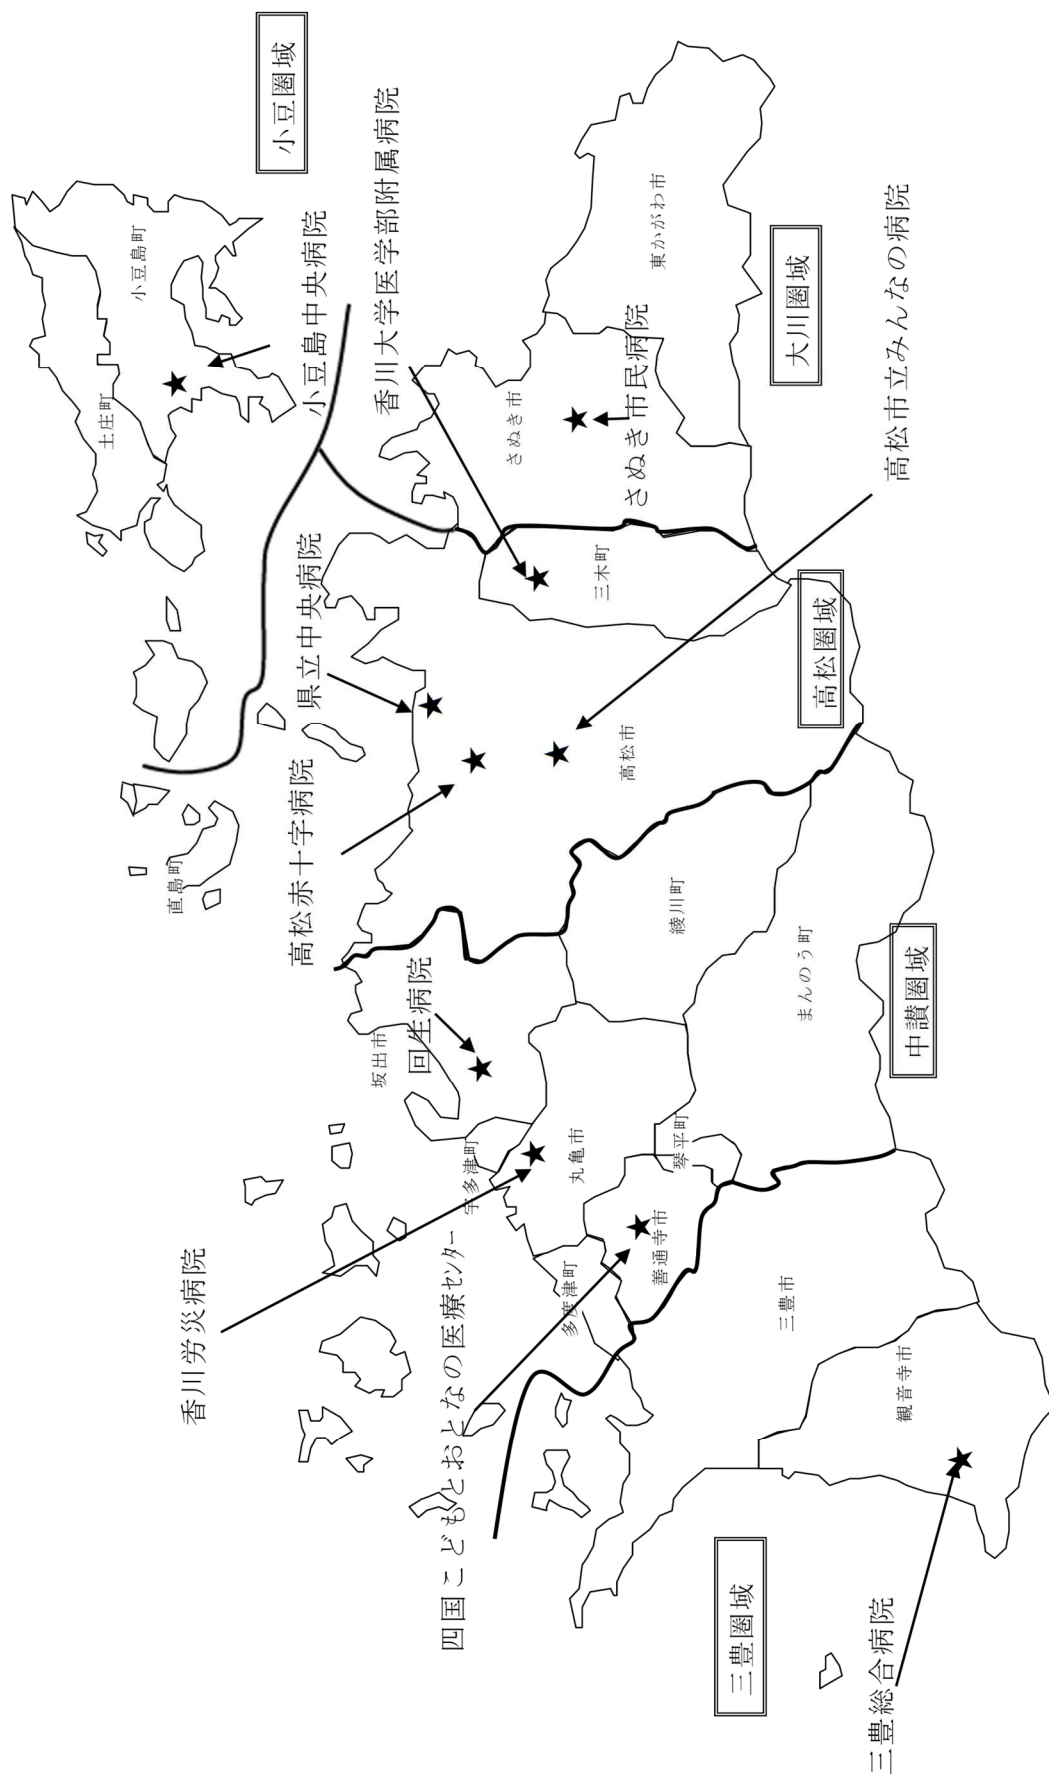 小豆圏域
小豆島町
土庄町
小豆島中央病院
香川大学医学部附属病院
東かがわ市
さぬき市
さぬき市民病院
大川圏域
高松市立みんなの病院
三木町
県立中央病院
高松圏域
高松市
高松赤十字病院
直島町
綾川町
回生病院
坂出市
まんのう町
中讃圏域
宇多津町
丸亀市
琴平町
善通寺市
多度津町
香川労災病院
四国こどもとおとなの医療センター
三豊市
観音寺市
三豊圏域
三豊総合病院